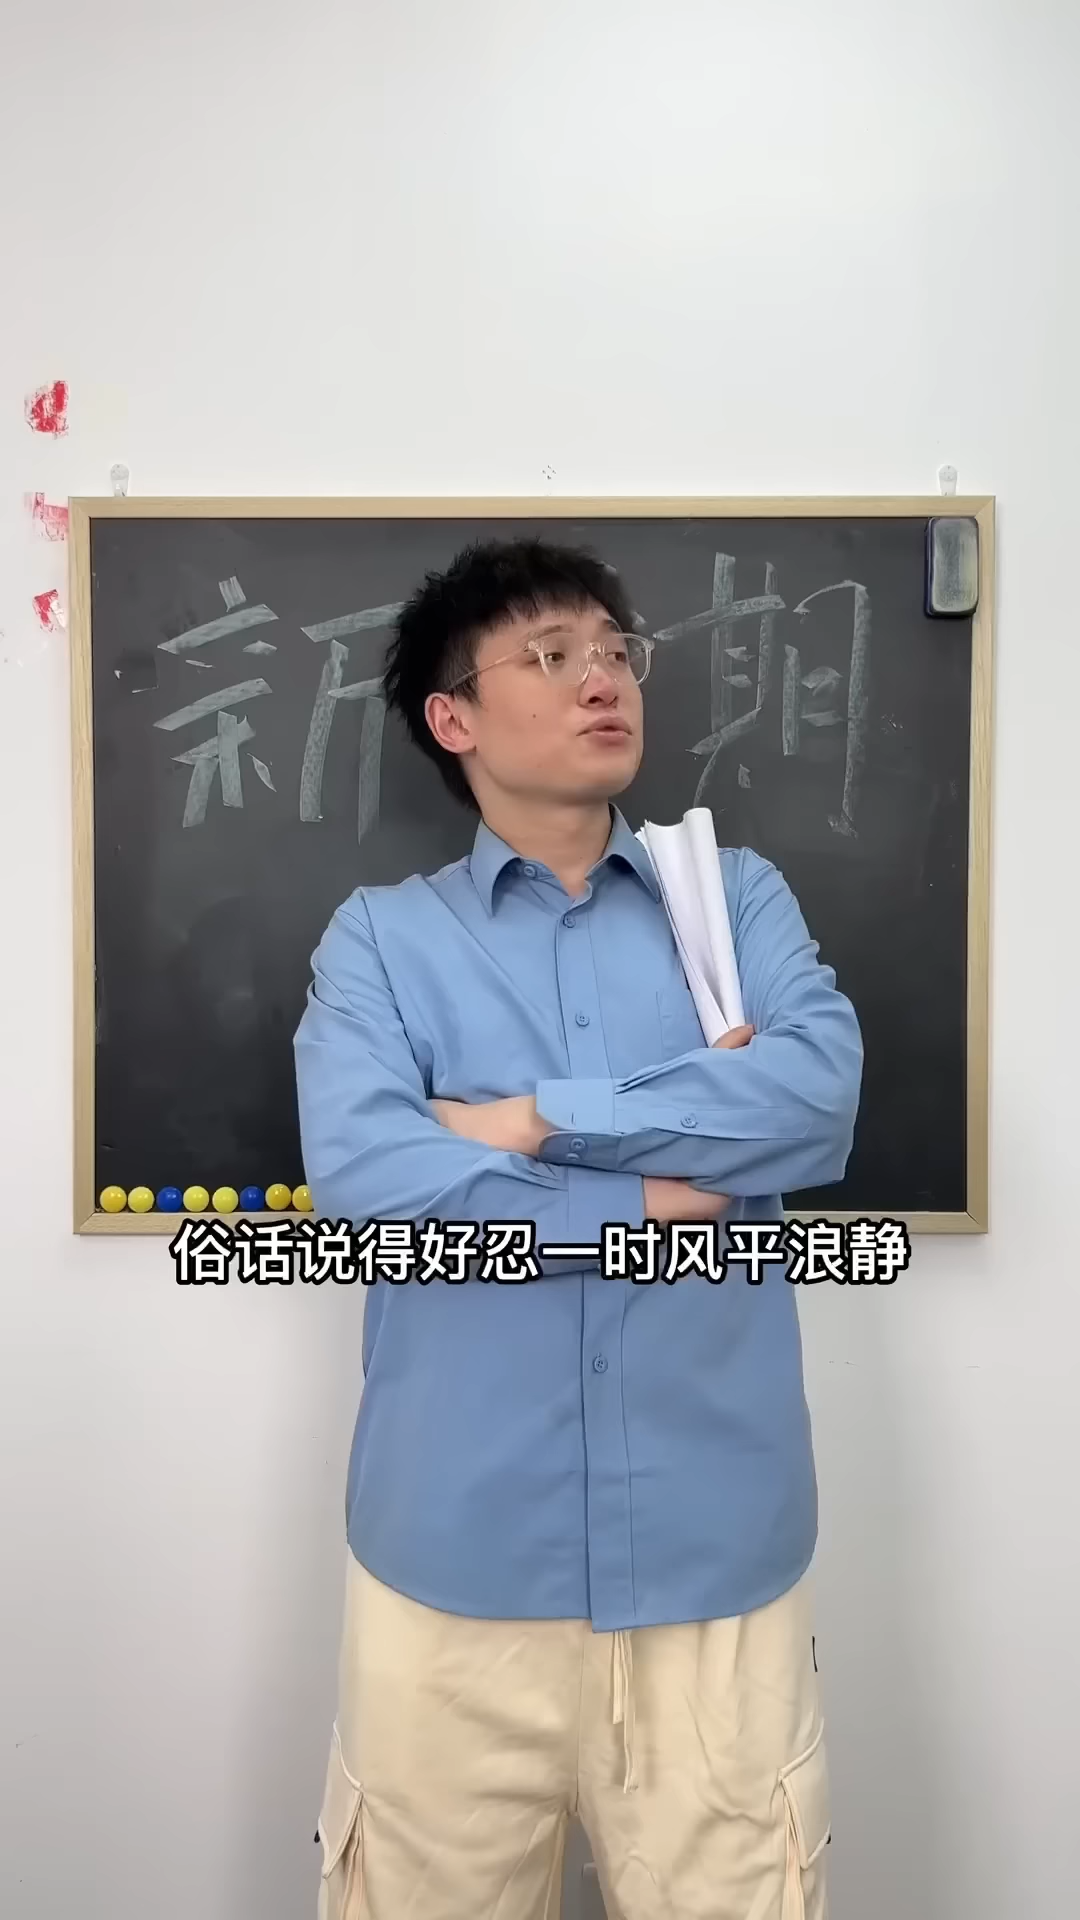 新 期
俗话说得好忍一时风平浪静